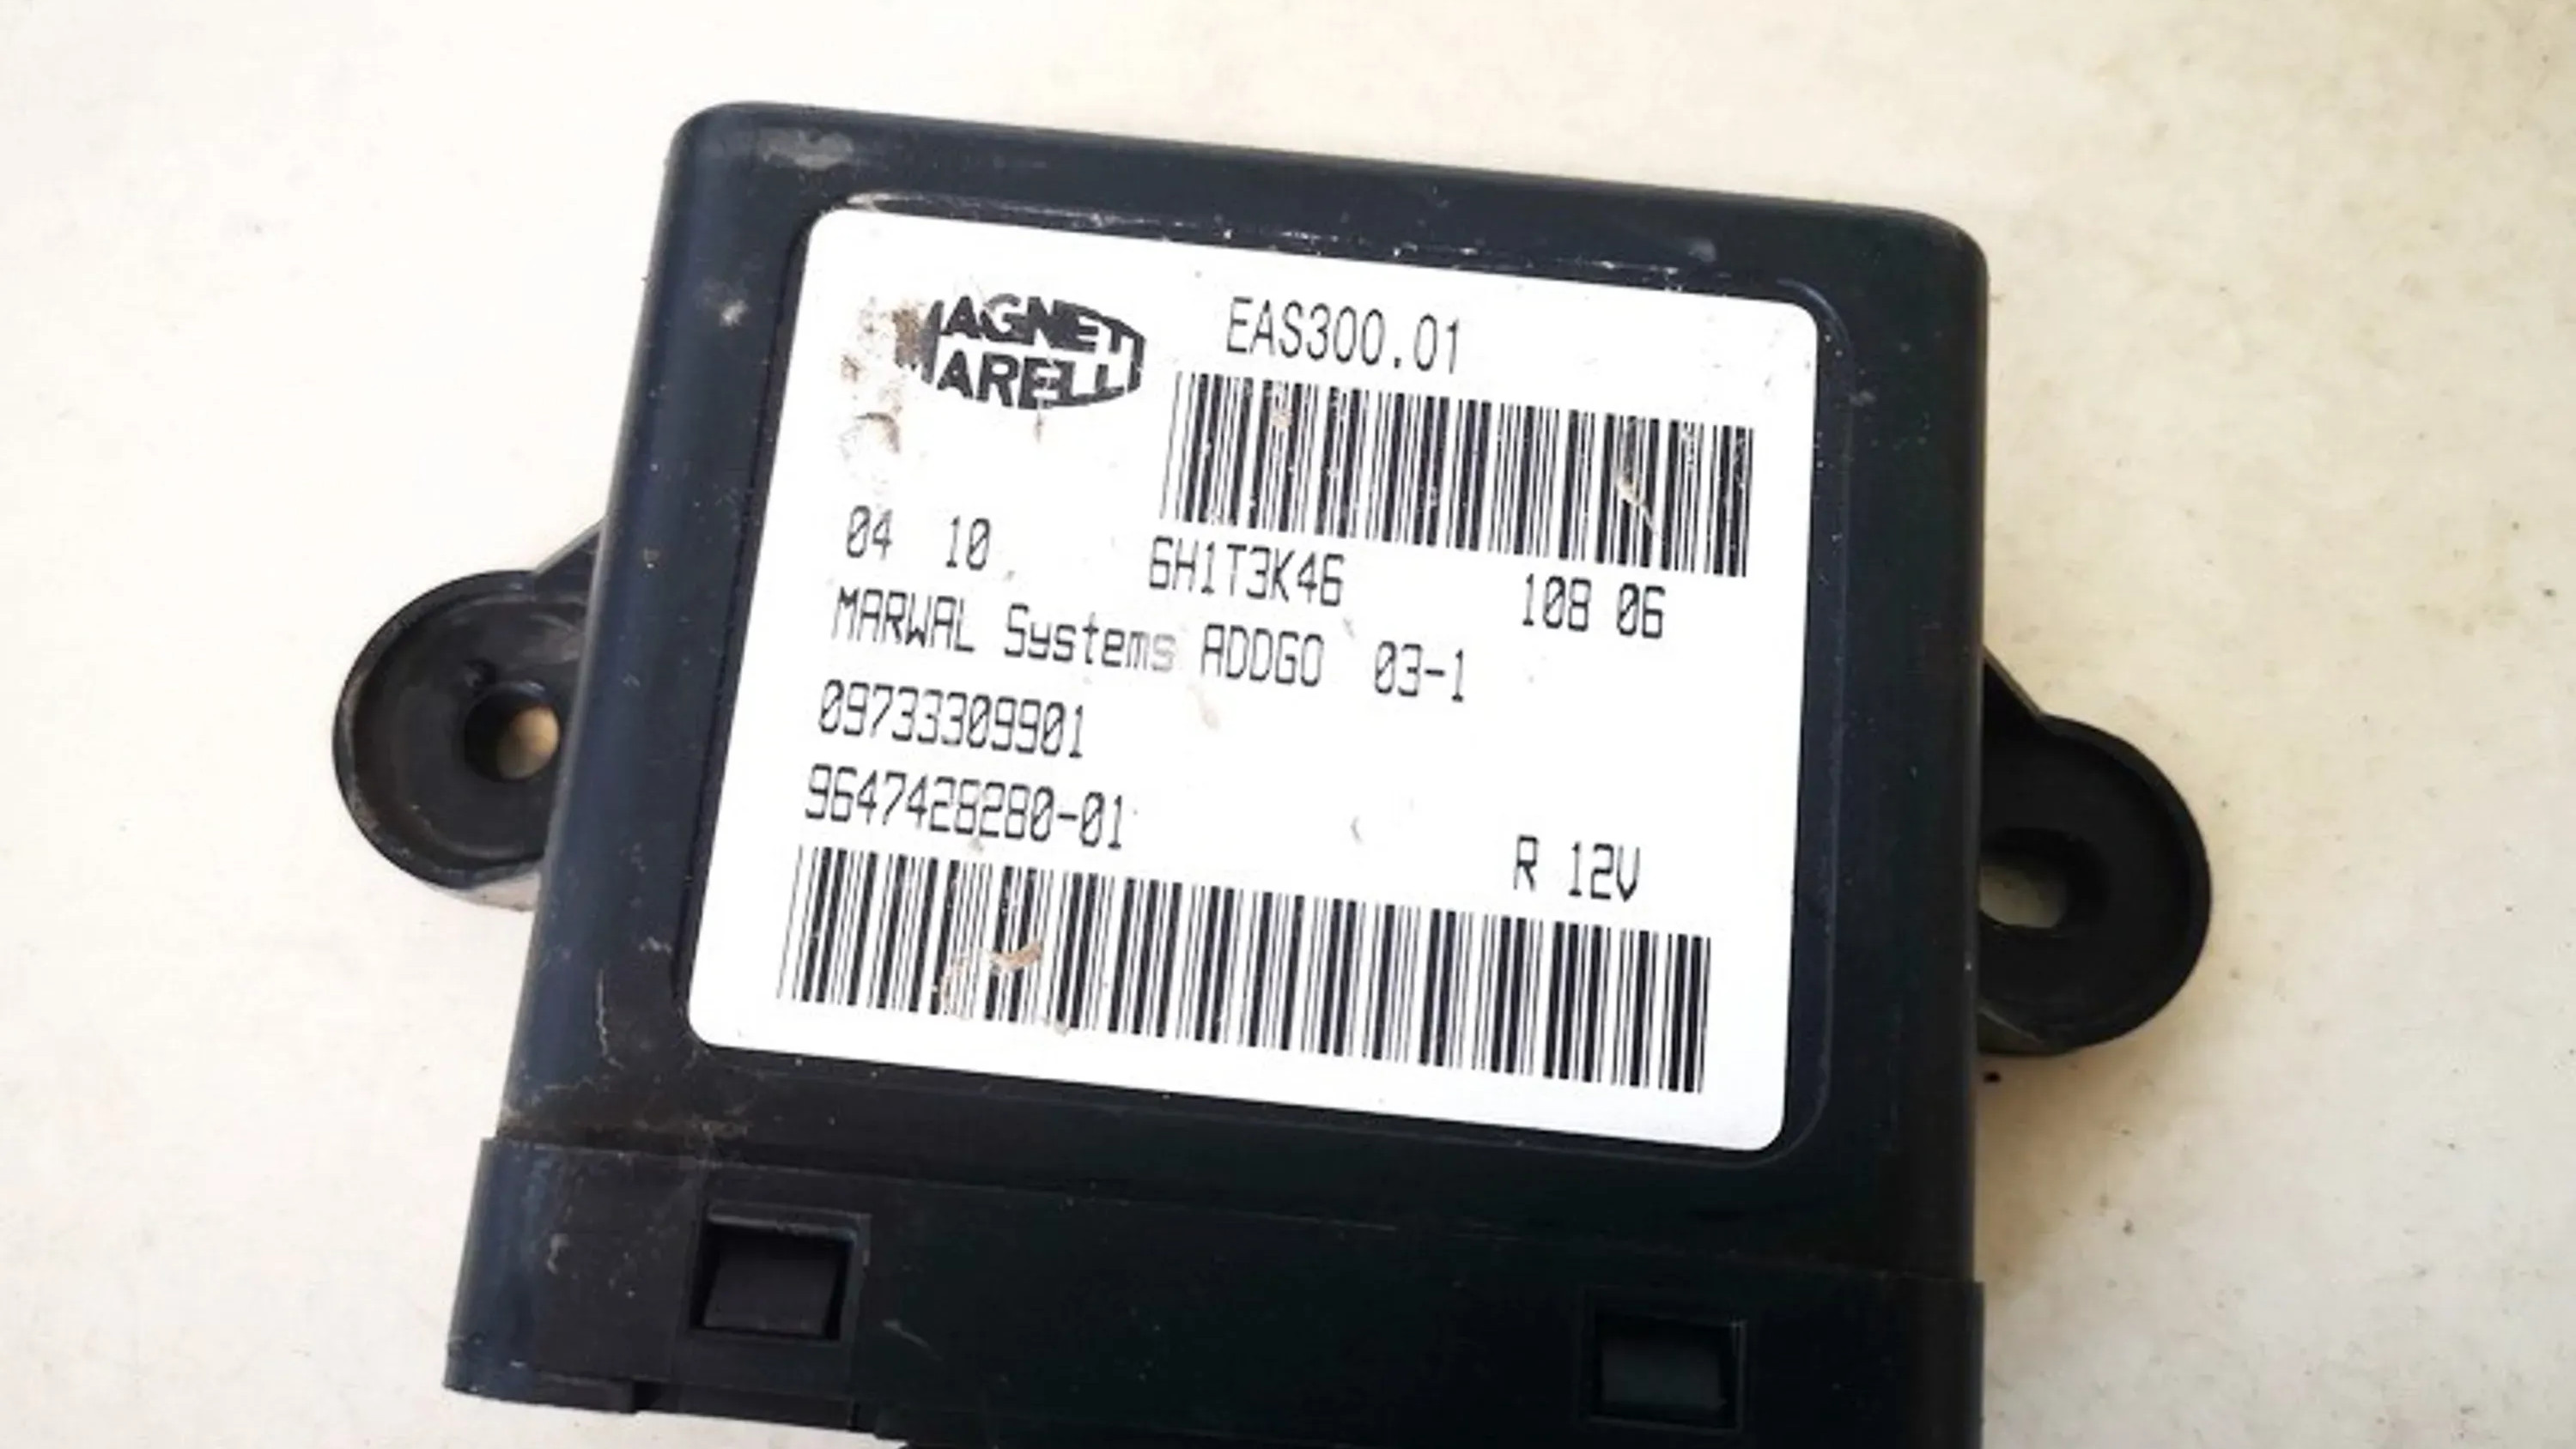 MAGNETI
MARELLI
EAS300.01
04 10 6H1T3K46 108 06
MARWAL Systems ADDGO 03-1
09733309901
9647428280-01
R 12V